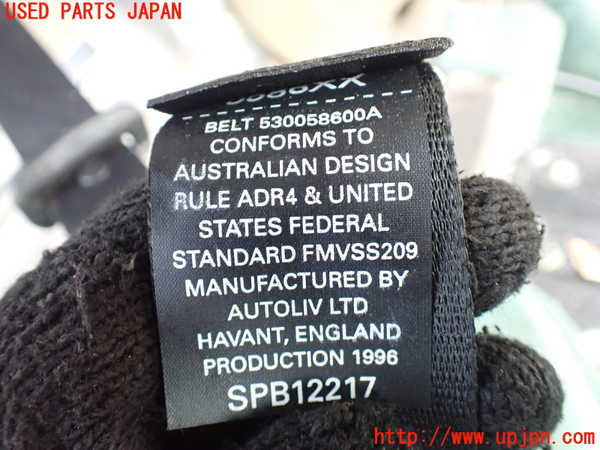 USED PARTS JAPAN
BELT 530058600A
CONFORMS TO
AUSTRALIAN DESIGN
RULE ADR4 & UNITED
STATES FEDERAL
STANDARD FMVSS209
MANUFACTURED BY
AUTOLIV LTD
HAVANT, ENGLAND
PRODUCTION 1996
SPB12217
http://www.upjpn.com/